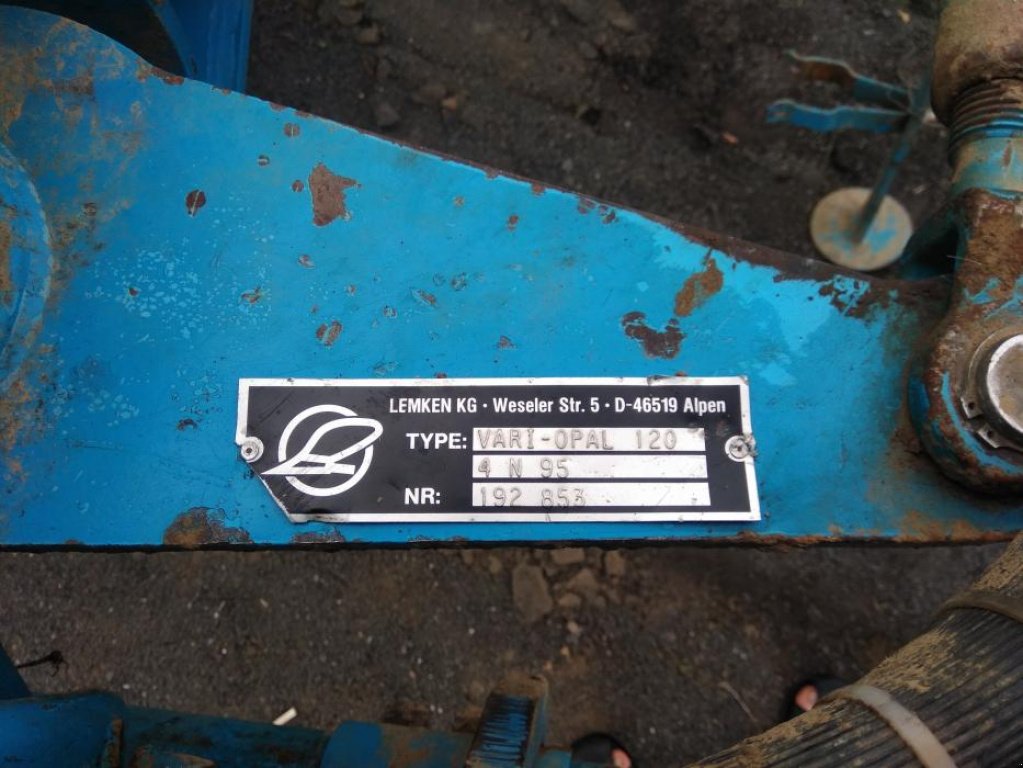 LEMKEN KG · Weseler Str. 5 · D-46519 Alpen
TYPE: VARI-OPAL 120
4 N 95
NR: 192 853